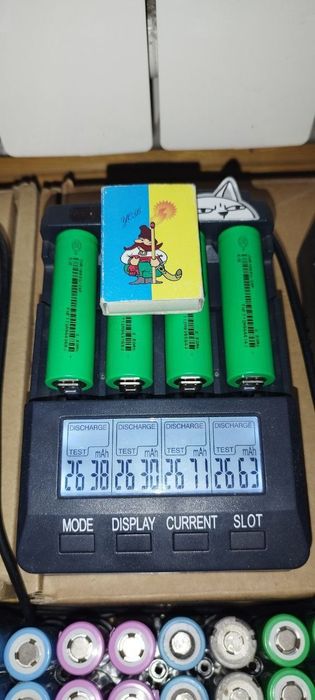 DISCHARGE DISCHARGE DISCHARGE DISCHARGE
TEST mAh TEST mAh TEST mAh TEST mAh
2638 2630 2671 2663
MODE DISPLAY CURRENT SLOT